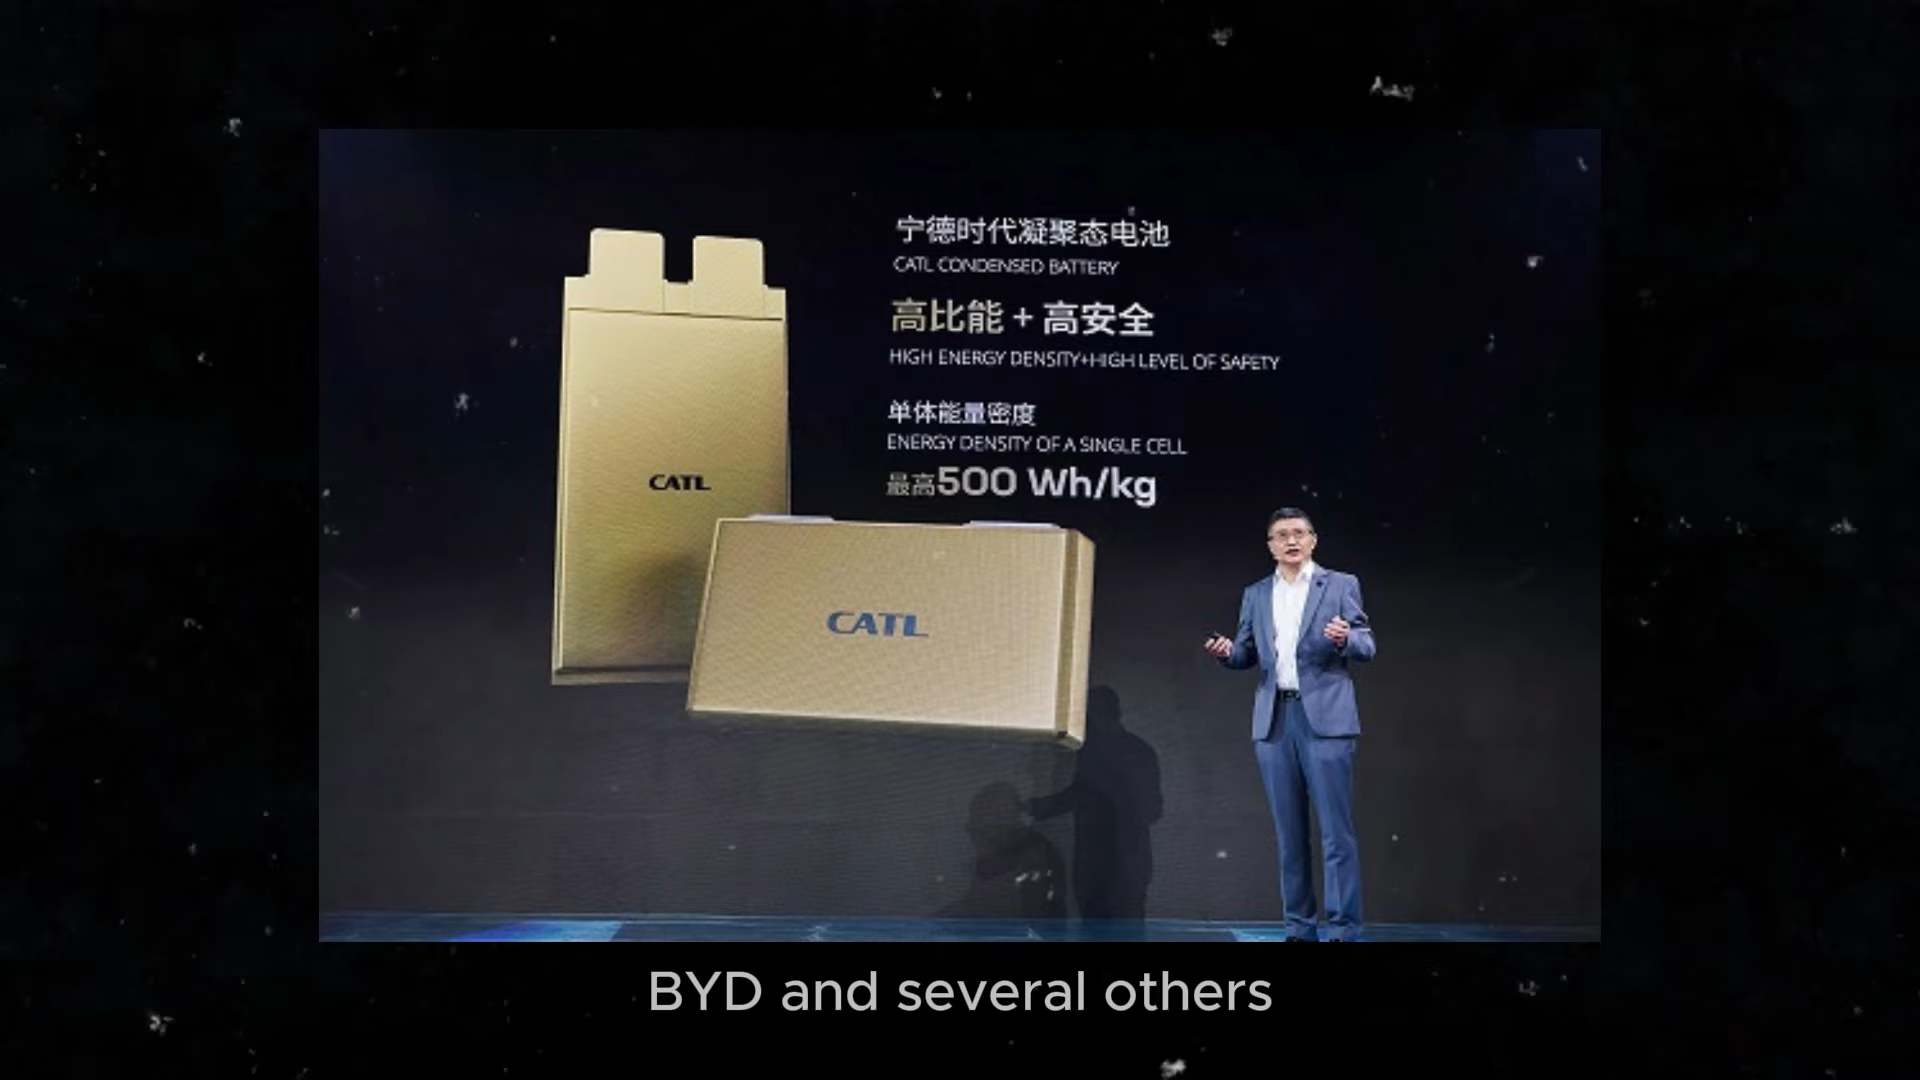 宁德时代凝聚态电池
CATL CONDENSED BATTERY
高比能 + 高安全
HIGH ENERGY DENSITY+HIGH LEVEL OF SAFETY
单体能量密度
ENERGY DENSITY OF A SINGLE CELL
最高500 Wh/kg
CATL
CATL
BYD and several others